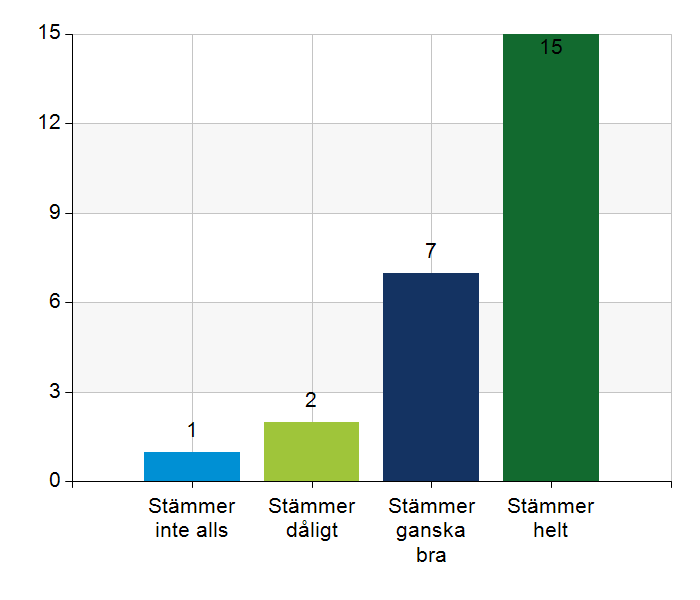 15
12
9
6
3
0
1
2
7
15
Stämmer
inte alls
Stämmer
dåligt
Stämmer
ganska
bra
Stämmer
helt